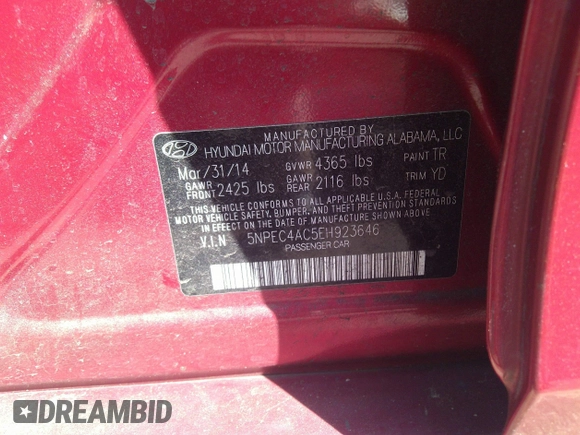 MANUFACTURED BY
HYUNDAI MOTOR MANUFACTURING ALABAMA, LLC
Mar/31/14 GVWR 4365 lbs PAINT TR
GAWR FRONT 2425 lbs GAWR REAR 2116 lbs TRIM YD
THIS VEHICLE CONFORMS TO ALL APPLICABLE U.S.A. FEDERAL
MOTOR VEHICLE SAFETY, BUMPER, AND THEFT PREVENTION STANDARDS
IN EFFECT ON THE DATE OF MANUFACTURE SHOWN ABOVE.
V.I.N 5NPEC4AC5EH923646
PASSENGER CAR
DREAMBID